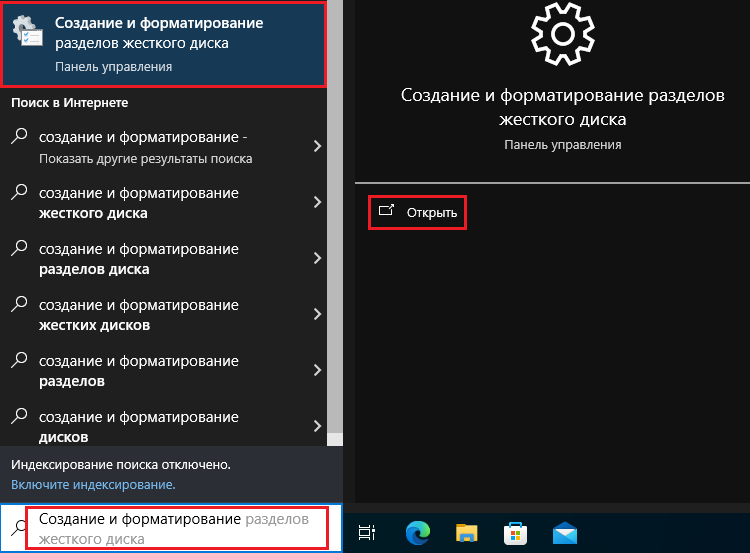 Создание и форматирование
разделов жесткого диска
Панель управления
Поиск в Интернете
создание и форматирование -
Показать другие результаты поиска
создание и форматирование
жесткого диска
создание и форматирование
разделов диска
создание и форматирование
жестких дисков
создание и форматирование
разделов
создание и форматирование
дисков
Индексирование поиска отключено.
Включите индексирование.
Создание и форматирование разделов
жесткого диска
Создание и форматирование разделов
жесткого диска
Панель управления
Открыть